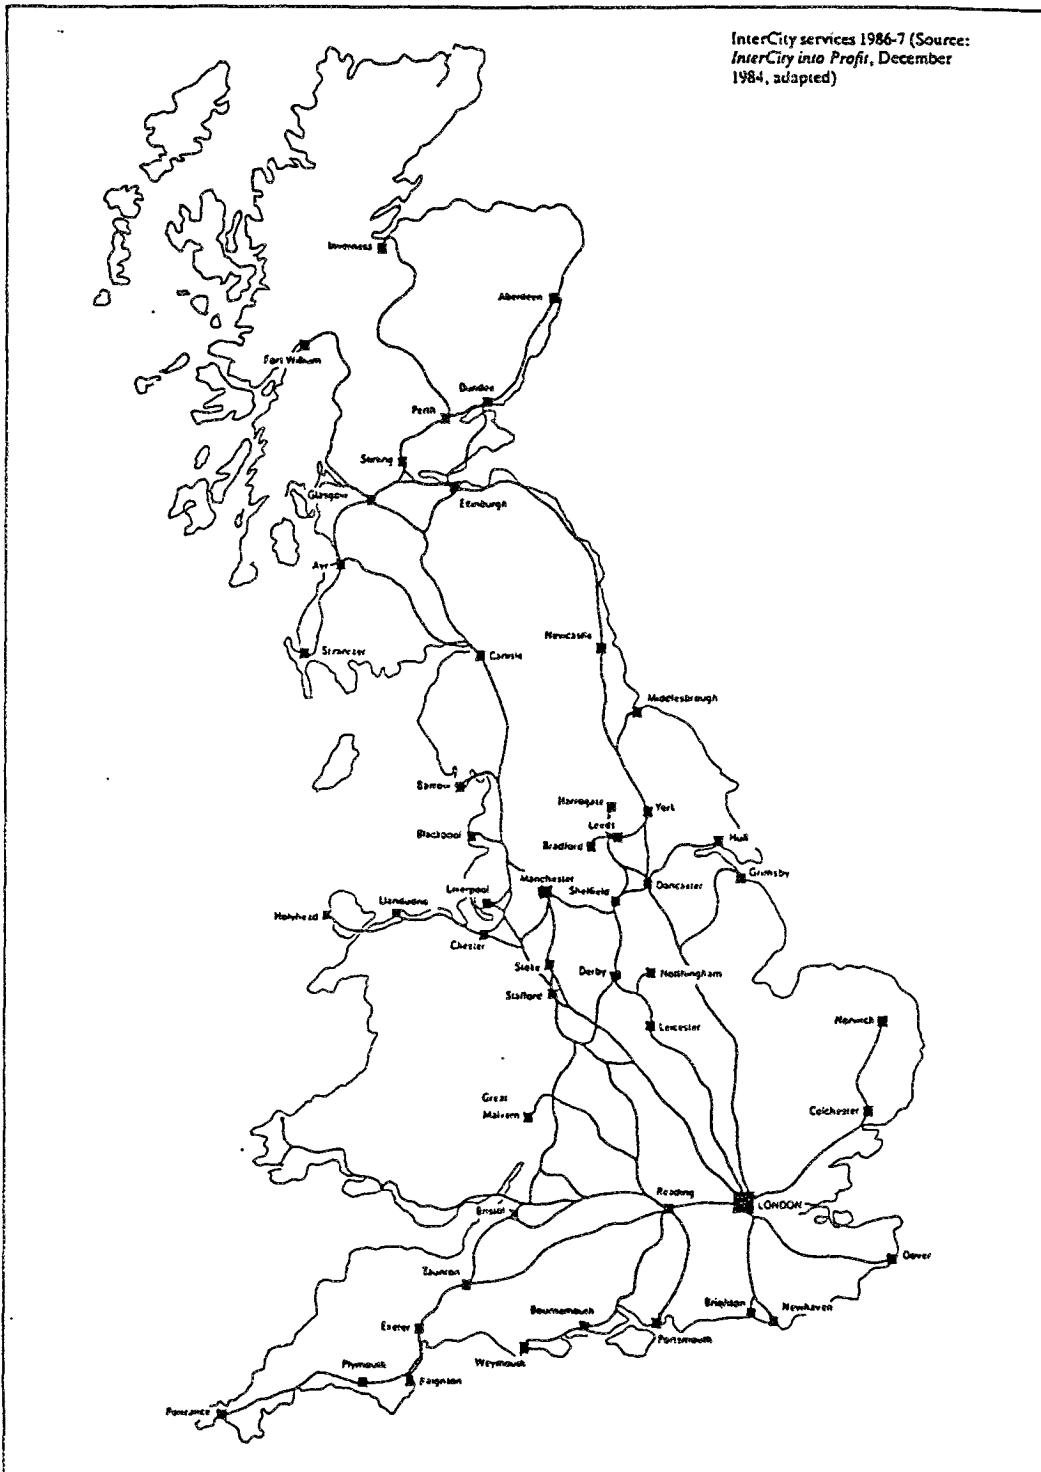 InterCity services 1986-7 (Source:
InterCity into Profit, December
1984, adapted)
Inverness
Aberdeen
Fort William
Dundee
Perth
Stirling
Glasgow
Edinburgh
Ayr
Newcastle
Stranraer
Carlisle
Middlesbrough
Barrow
Harrogate
York
Leeds
Blackpool
Bradford
Hull
Manchester
Grimsby
Liverpool
Sheffield
Doncaster
Llandudno
Holyhead
Chester
Stoke
Derby
Nottingham
Stafford
Norwich
Leicester
Great
Malvern
Colchester
Reading
LONDON
Bristol
Dover
Taunton
Brighton
Newhaven
Bournemouth
Exeter
Portsmouth
Weymouth
Plymouth
Paignton
Penzance